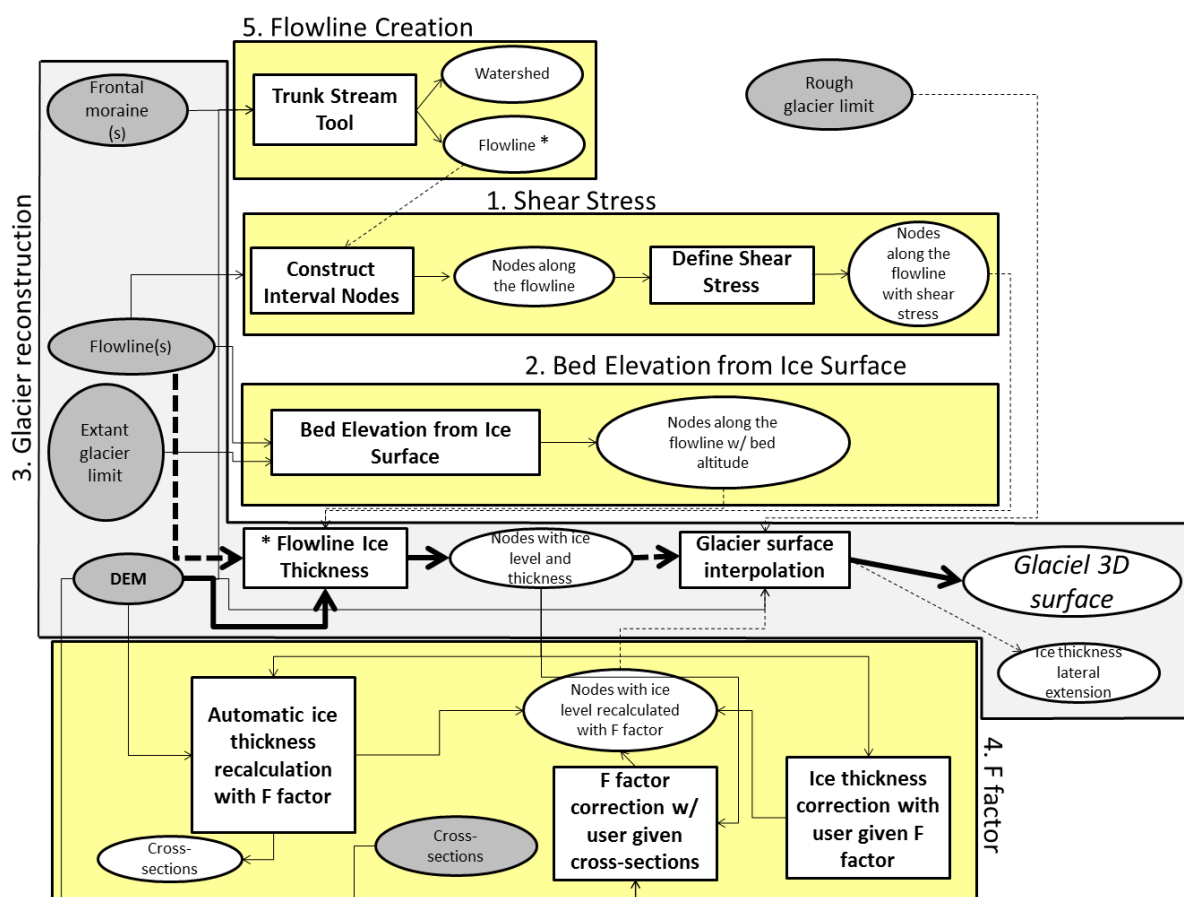 5. Flowline Creation
Frontal
moraine
(s)
Trunk Stream
Tool
Watershed
Flowline *
Rough
glacier limit
3. Glacier reconstruction
1. Shear Stress
Construct
Interval Nodes
Nodes along
the flowline
Define Shear
Stress
Nodes
along the
flowline
with shear
stress
Flowline(s)
2. Bed Elevation from Ice Surface
Extant
glacier
limit
Bed Elevation from Ice
Surface
Nodes along the
flowline w/ bed
altitude
DEM
* Flowline Ice
Thickness
Nodes with ice
level and
thickness
Glacier surface
interpolation
Glaciel 3D
surface
Ice thickness
lateral
extension
4. F factor
Automatic ice
thickness
recalculation
with F factor
Nodes with ice
level recalculated
with F factor
F factor
correction w/
user given
cross-sections
Ice thickness
correction with
user given F
factor
Cross-
sections
Cross-
sections